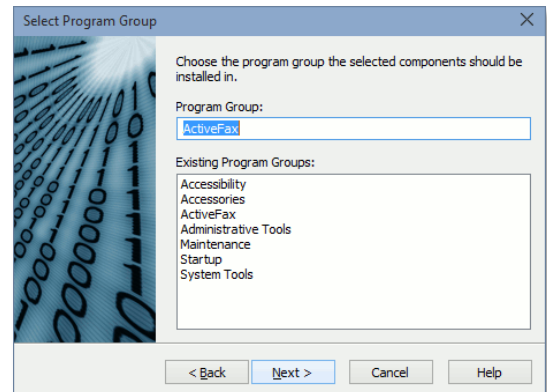 Select Program Group
Choose the program group the selected components should be
installed in.
Program Group:
ActiveFax
Existing Program Groups:
Accessibility
Accessories
ActiveFax
Administrative Tools
Maintenance
Startup
System Tools
< Back
Next >
Cancel
Help